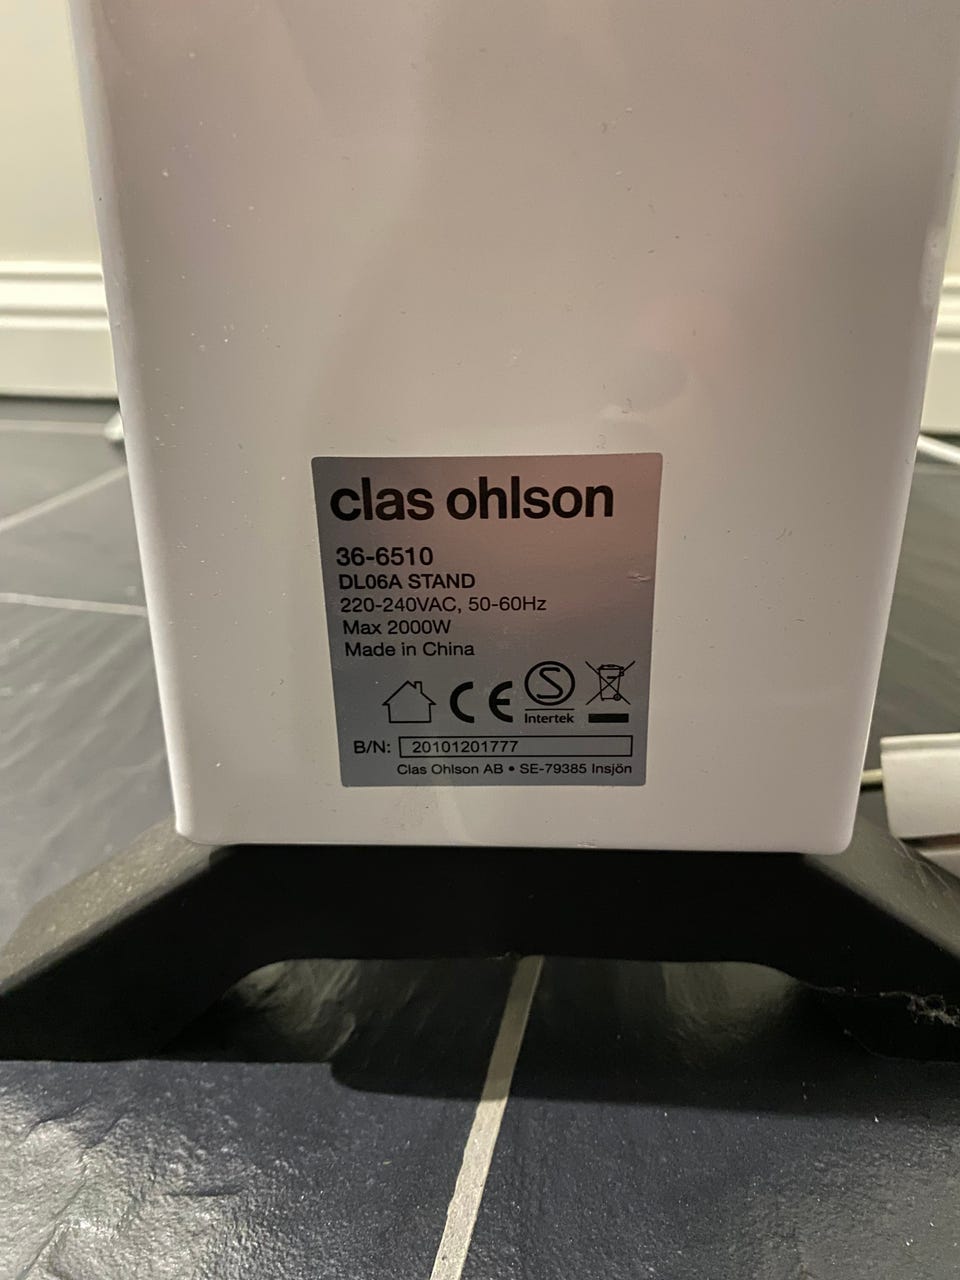 clas ohlson
36-6510
DL06A STAND
220-240VAC, 50-60Hz
Max 2000W
Made in China
CE S
Intertek
B/N: 20101201777
Clas Ohlson AB • SE-79385 Insjön